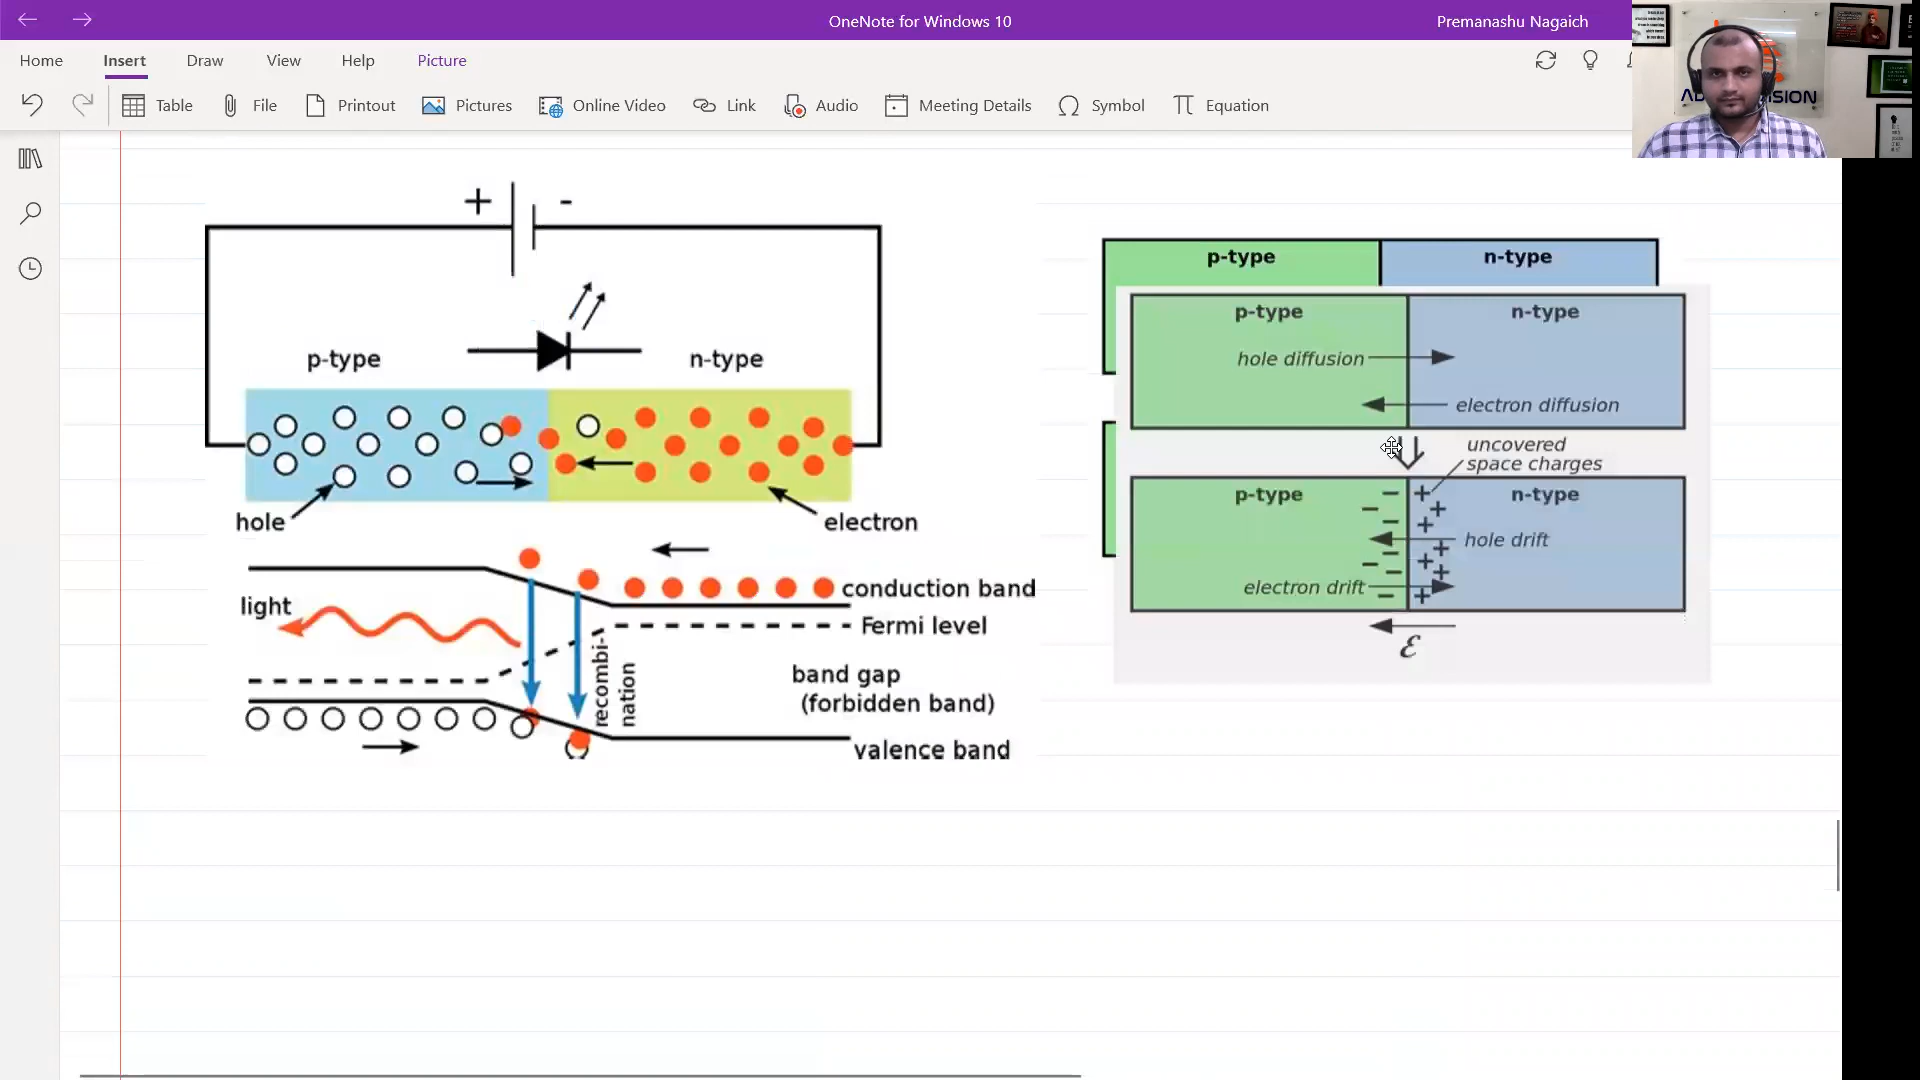 OneNote for Windows 10
Premanashu Nagaich
Home Insert Draw View Help Picture
Table File Printout Pictures Online Video Link Audio Meeting Details Symbol Equation
+ -
p-type n-type
hole electron
light
conduction band
Fermi level
recombi-
nation
band gap
(forbidden band)
valence band
p-type n-type
p-type n-type
hole diffusion
electron diffusion
uncovered
space charges
p-type n-type
hole drift
electron drift
ℰ